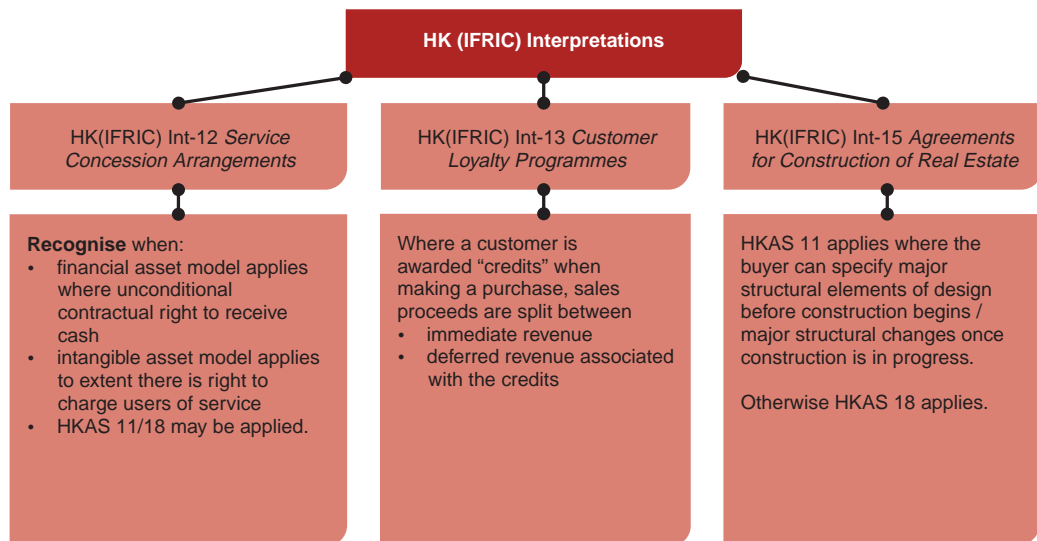 HK (IFRIC) Interpretations
HK(IFRIC) Int-12 Service
Concession Arrangements
HK(IFRIC) Int-13 Customer
Loyalty Programmes
HK(IFRIC) Int-15 Agreements
for Construction of Real Estate
Recognise when:
• financial asset model applies
where unconditional
contractual right to receive
cash
• intangible asset model applies
to extent there is right to
charge users of service
• HKAS 11/18 may be applied.
Where a customer is
awarded “credits” when
making a purchase, sales
proceeds are split between
• immediate revenue
• deferred revenue associated
with the credits
HKAS 11 applies where the
buyer can specify major
structural elements of design
before construction begins /
major structural changes once
construction is in progress.
Otherwise HKAS 18 applies.